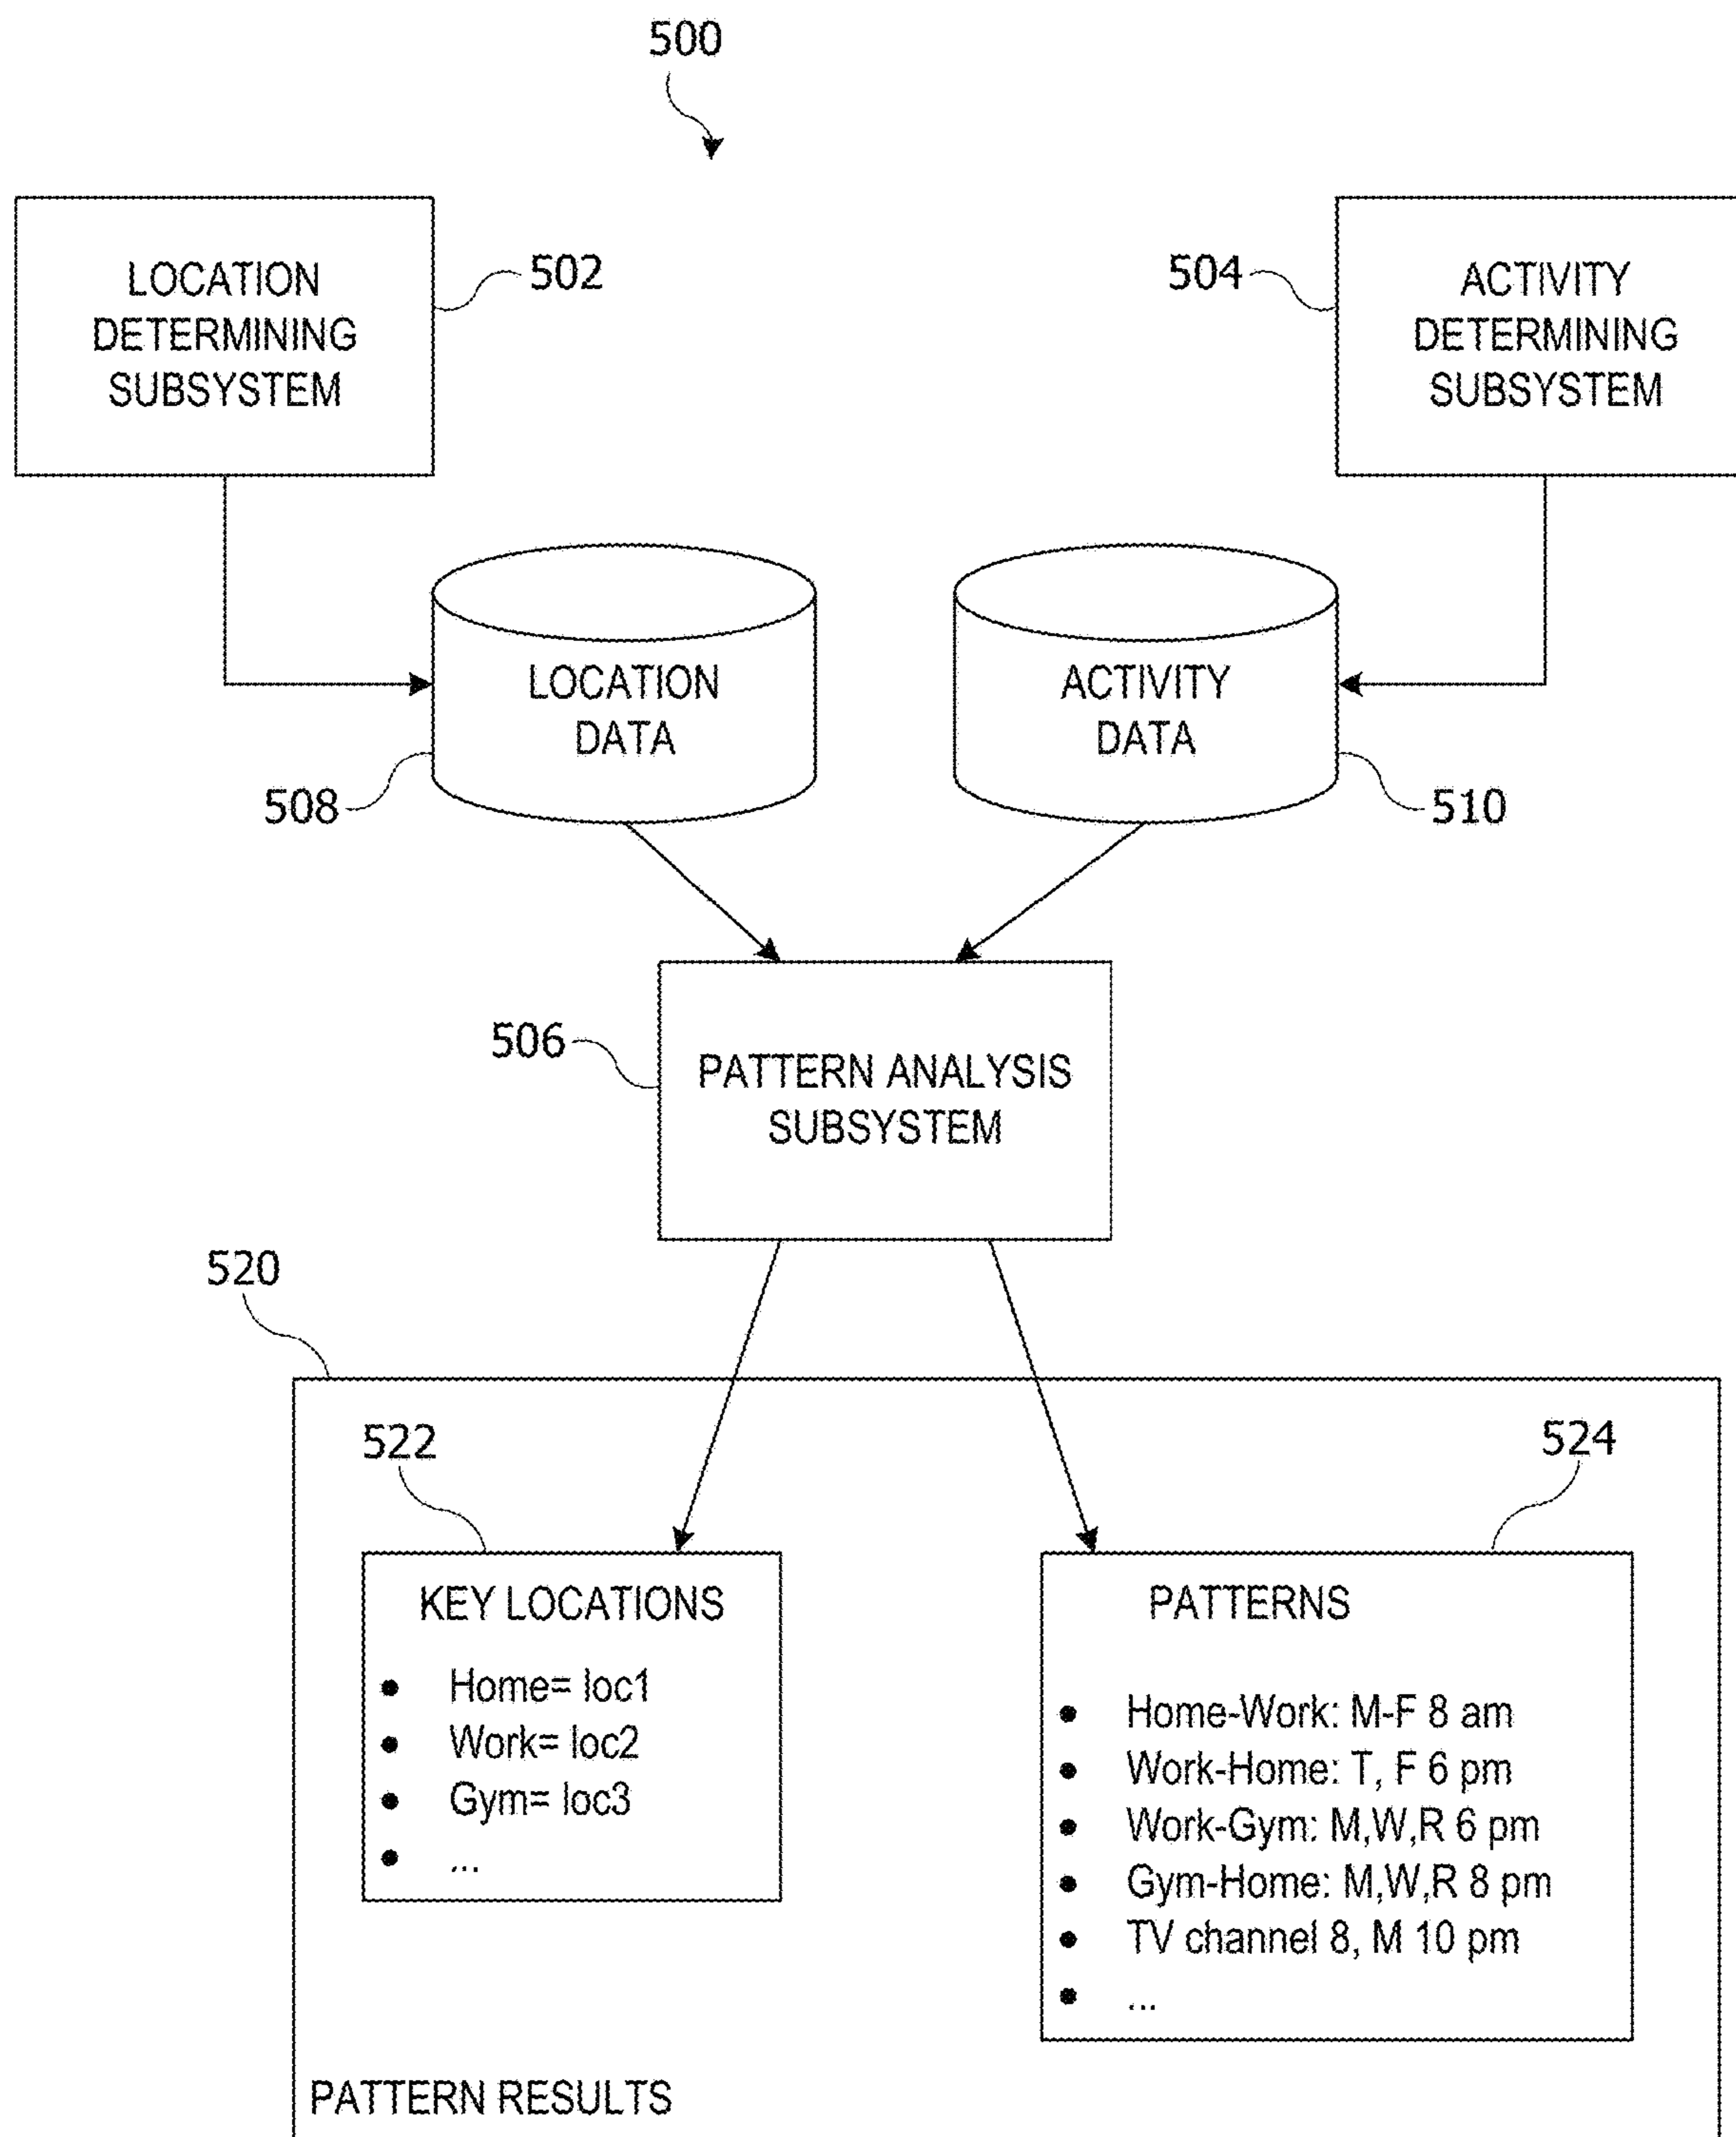 500
LOCATION
DETERMINING
SUBSYSTEM
502
504
ACTIVITY
DETERMINING
SUBSYSTEM
LOCATION
DATA
508
ACTIVITY
DATA
510
506
PATTERN ANALYSIS
SUBSYSTEM
520
522
524
KEY LOCATIONS
• Home= loc1
• Work= loc2
• Gym= loc3
• ...
PATTERNS
• Home-Work: M-F 8 am
• Work-Home: T, F 6 pm
• Work-Gym: M,W,R 6 pm
• Gym-Home: M,W,R 8 pm
• TV channel 8, M 10 pm
• ...
PATTERN RESULTS